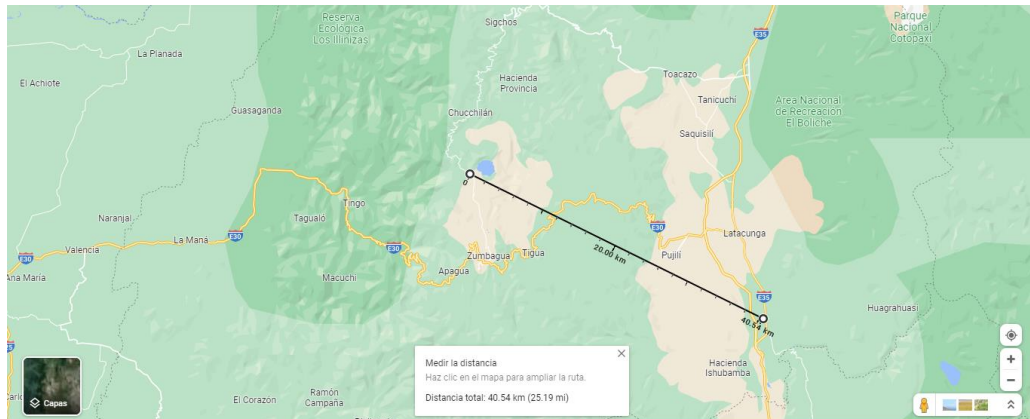 Reserva
Ecológica
Los Illinizas
Sigchos
Parque
Nacional
Cotopaxi
E35
La Planada
El Achiote
Hacienda
Provincia
Toacazo
Tanicuchi
Guasaganda
Chucchilán
Area Nacional
de Recreacion
El Boliche
Saquisilí
0
Tingo
Naranjal
Tagualó
E30
La Maná
Valencia
E30
E30
E30
Latacunga
20.00 km
Zumbagua
Tigua
Pujilí
Ana María
Macuchi
Apagua
E35
Huagrahuasi
40.54 km
Medir la distancia
Haz clic en el mapa para ampliar la ruta.
Distancia total: 40.54 km (25.19 mi)
Hacienda
Ishubamba
Capas
El Corazón
Ramón
Campaña